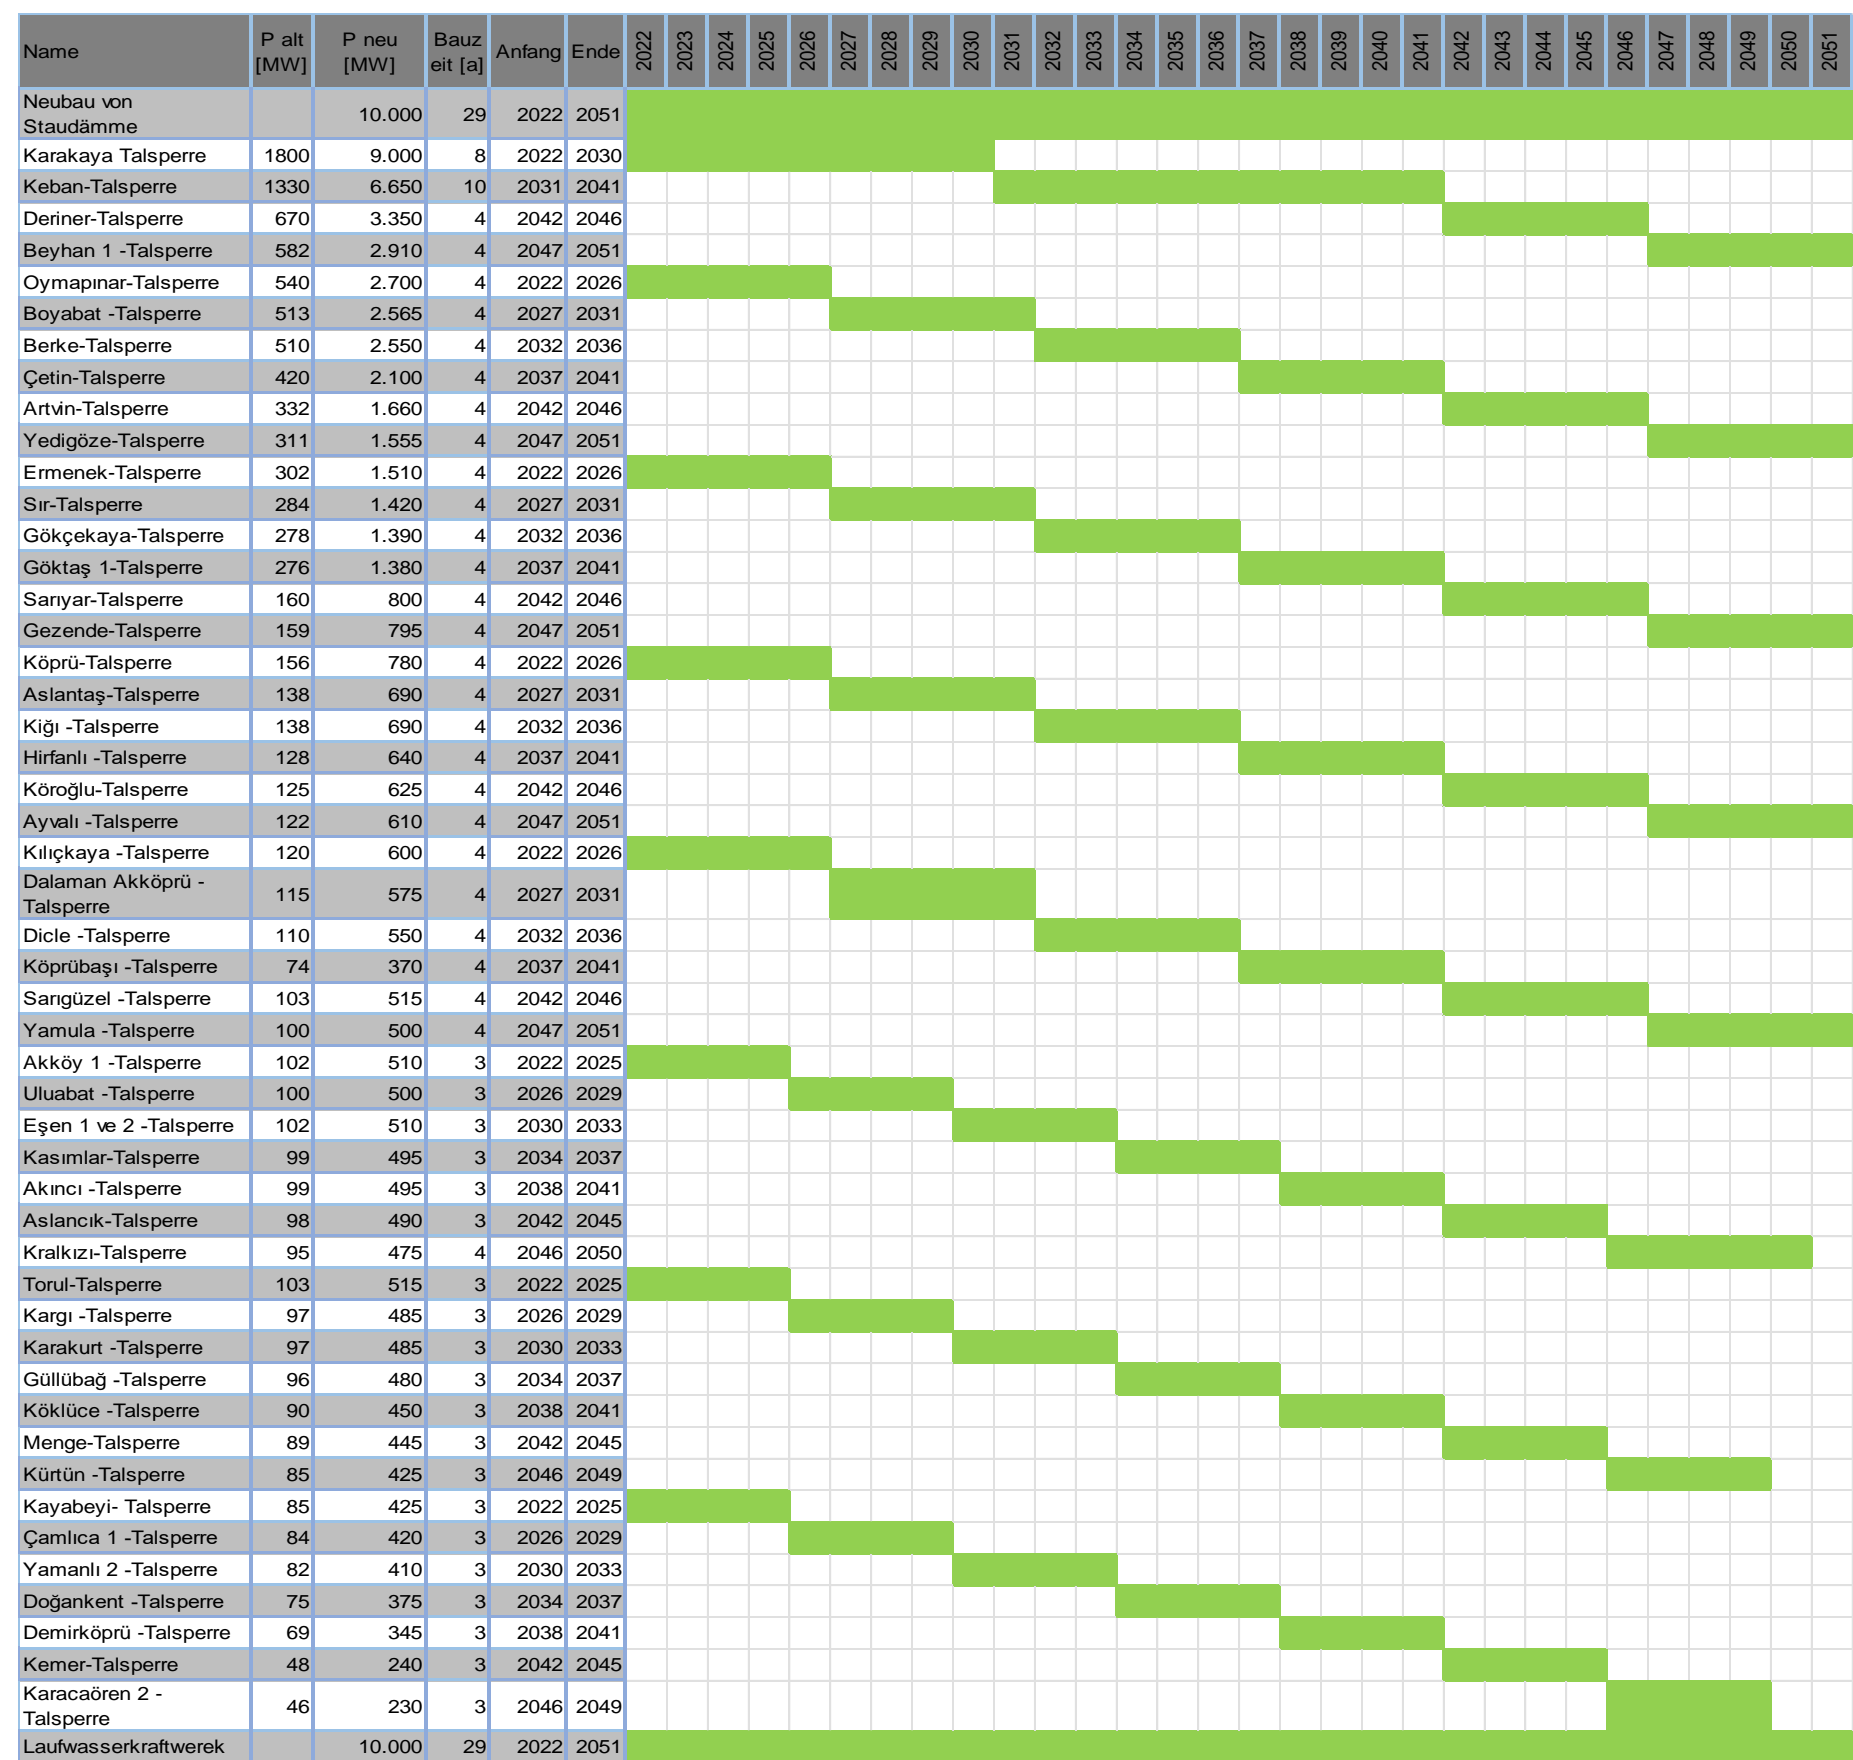 Name P alt [MW] P neu [MW] Bauz eit [a] Anfang Ende 2022 2023 2024 2025 2026 2027 2028 2029 2030 2031 2032 2033 2034 2035 2036 2037 2038 2039 2040 2041 2042 2043 2044 2045 2046 2047 2048 2049 2050 2051
Neubau von Staudämme 10.000 29 2022 2051
Karakaya Talsperre 1800 9.000 8 2022 2030
Keban-Talsperre 1330 6.650 10 2031 2041
Deriner-Talsperre 670 3.350 4 2042 2046
Beyhan 1 -Talsperre 582 2.910 4 2047 2051
Oymapınar-Talsperre 540 2.700 4 2022 2026
Boyabat -Talsperre 513 2.565 4 2027 2031
Berke-Talsperre 510 2.550 4 2032 2036
Çetin-Talsperre 420 2.100 4 2037 2041
Artvin-Talsperre 332 1.660 4 2042 2046
Yedigöze-Talsperre 311 1.555 4 2047 2051
Ermenek-Talsperre 302 1.510 4 2022 2026
Sır-Talsperre 284 1.420 4 2027 2031
Gökçekaya-Talsperre 278 1.390 4 2032 2036
Göktaş 1-Talsperre 276 1.380 4 2037 2041
Sarıyar-Talsperre 160 800 4 2042 2046
Gezende-Talsperre 159 795 4 2047 2051
Köprü-Talsperre 156 780 4 2022 2026
Aslantaş-Talsperre 138 690 4 2027 2031
Kiğı -Talsperre 138 690 4 2032 2036
Hirfanlı -Talsperre 128 640 4 2037 2041
Köroğlu-Talsperre 125 625 4 2042 2046
Ayvalı -Talsperre 122 610 4 2047 2051
Kılıçkaya -Talsperre 120 600 4 2022 2026
Dalaman Akköprü - Talsperre 115 575 4 2027 2031
Dicle -Talsperre 110 550 4 2032 2036
Köprübaşı -Talsperre 74 370 4 2037 2041
Sarıgüzel -Talsperre 103 515 4 2042 2046
Yamula -Talsperre 100 500 4 2047 2051
Akköy 1 -Talsperre 102 510 3 2022 2025
Uluabat -Talsperre 100 500 3 2026 2029
Eşen 1 ve 2 -Talsperre 102 510 3 2030 2033
Kasımlar-Talsperre 99 495 3 2034 2037
Akıncı -Talsperre 99 495 3 2038 2041
Aslancık-Talsperre 98 490 3 2042 2045
Kralkızı-Talsperre 95 475 4 2046 2050
Torul-Talsperre 103 515 3 2022 2025
Kargı -Talsperre 97 485 3 2026 2029
Karakurt -Talsperre 97 485 3 2030 2033
Güllübağ -Talsperre 96 480 3 2034 2037
Köklüce -Talsperre 90 450 3 2038 2041
Menge-Talsperre 89 445 3 2042 2045
Kürtün -Talsperre 85 425 3 2046 2049
Kayabeyi- Talsperre 85 425 3 2022 2025
Çamlıca 1 -Talsperre 84 420 3 2026 2029
Yamanlı 2 -Talsperre 82 410 3 2030 2033
Doğankent -Talsperre 75 375 3 2034 2037
Demirköprü -Talsperre 69 345 3 2038 2041
Kemer-Talsperre 48 240 3 2042 2045
Karacaören 2 - Talsperre 46 230 3 2046 2049
Laufwasserkraftwerek 10.000 29 2022 2051